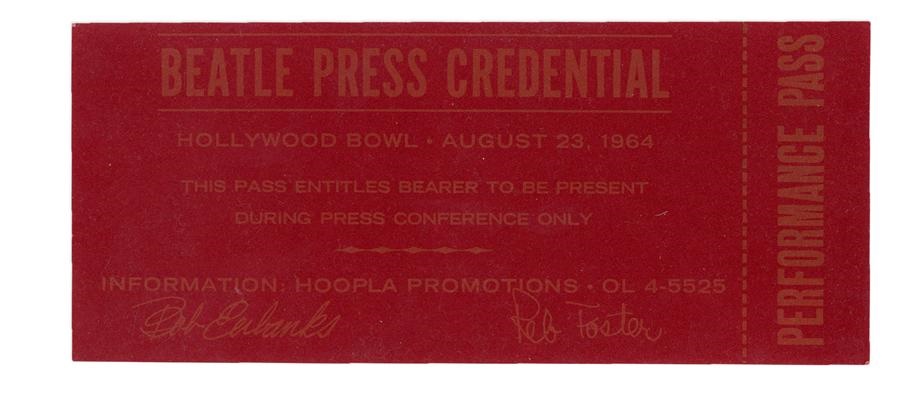 BEATLE PRESS CREDENTIAL
HOLLYWOOD BOWL • AUGUST 23, 1964
THIS PASS ENTITLES BEARER TO BE PRESENT
DURING PRESS CONFERENCE ONLY
INFORMATION: HOOPLA PROMOTIONS • OL 4-5525
Bob Eubanks
Reb Foster
PERFORMANCE PASS